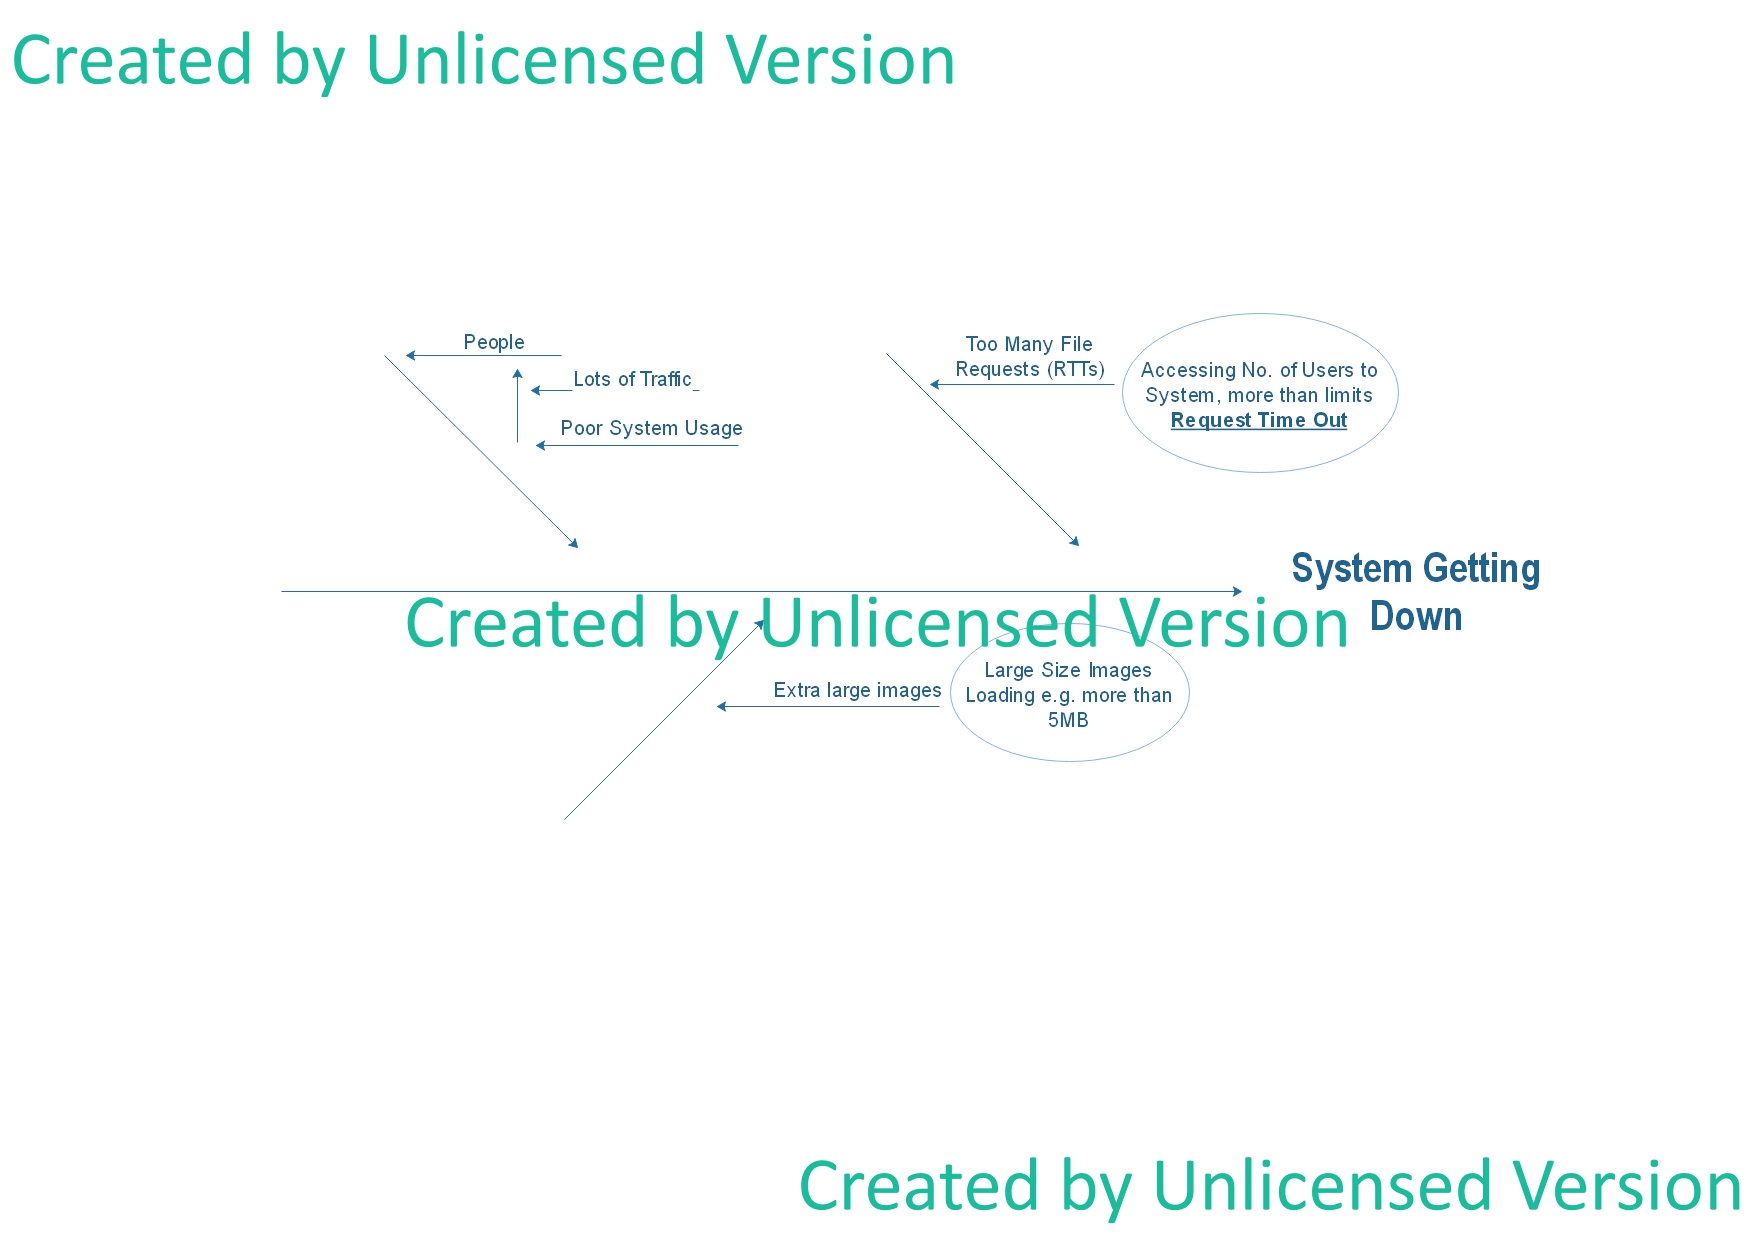 Created by Unlicensed Version
People
Lots of Traffic_
Poor System Usage
Too Many File
Requests (RTTs)
Accessing No. of Users to
System, more than limits
Request Time Out
System Getting
Down
Created by Unlicensed Version
Extra large images
Large Size Images
Loading e.g. more than
5MB
Created by Unlicensed Version